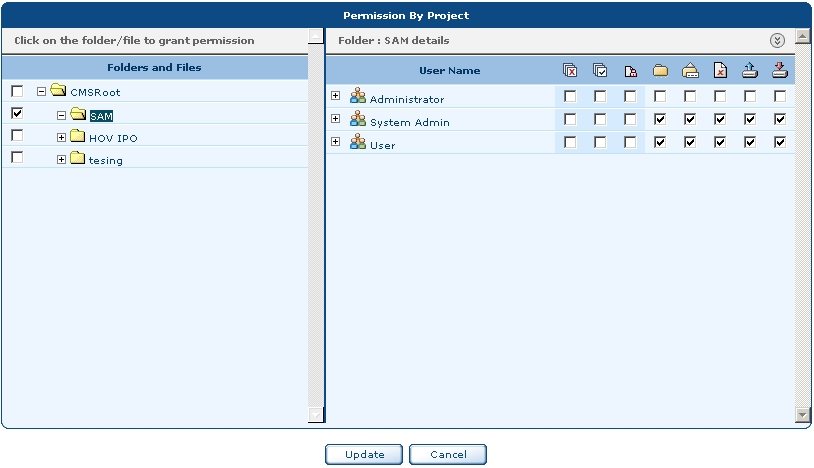 Permission By Project
Click on the folder/file to grant permission
Folder : SAM details
Folders and Files
User Name
CMSRoot
SAM
HOV IPO
tesing
Administrator
System Admin
User
Update
Cancel